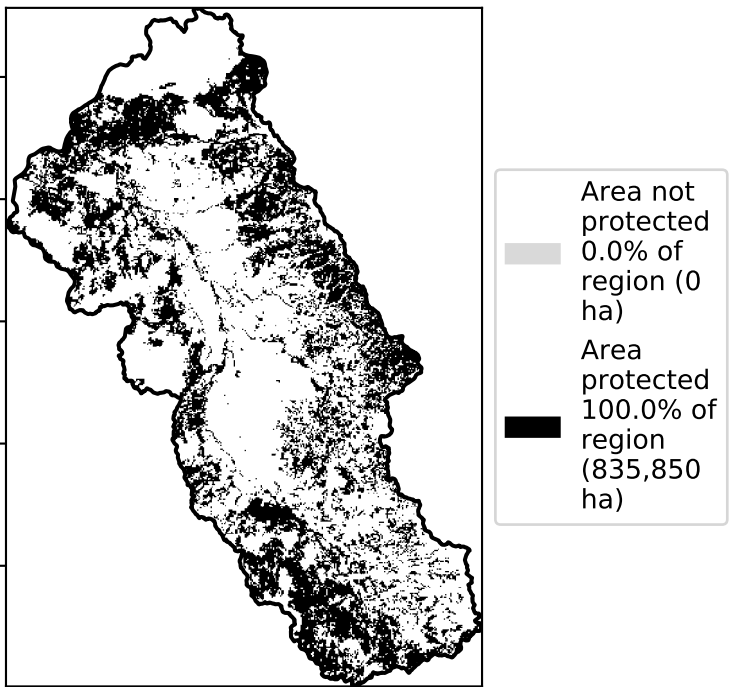 Area not
protected
0.0% of
region (0
ha)
Area
protected
100.0% of
region
(835,850
ha)